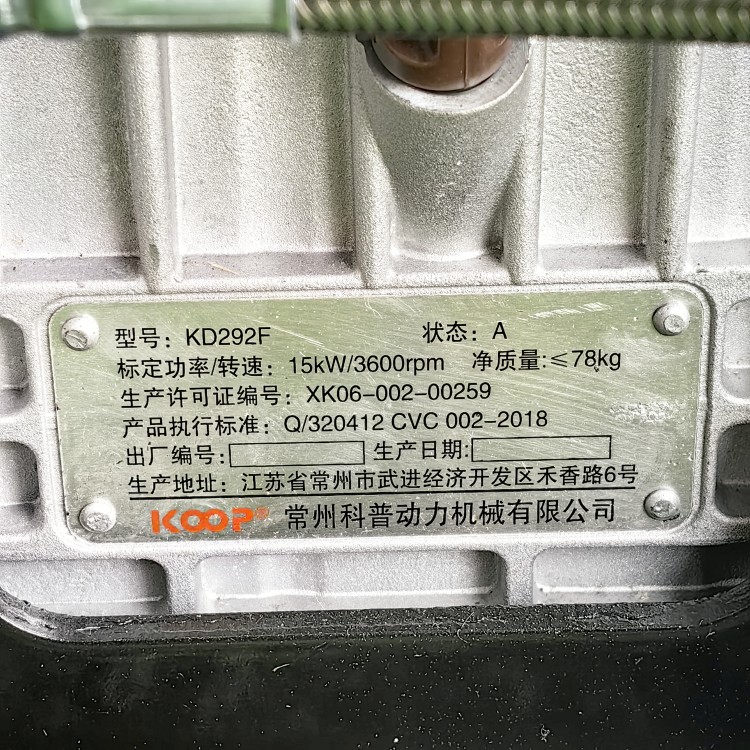 型号: KD292F 状态: A
标定功率/转速: 15kW/3600rpm 净质量:≤78kg
生产许可证编号: XK06-002-00259
产品执行标准: Q/320412 CVC 002-2018
出厂编号: 生产日期:
生产地址: 江苏省常州市武进经济开发区禾香路6号
KOOP® 常州科普动力机械有限公司